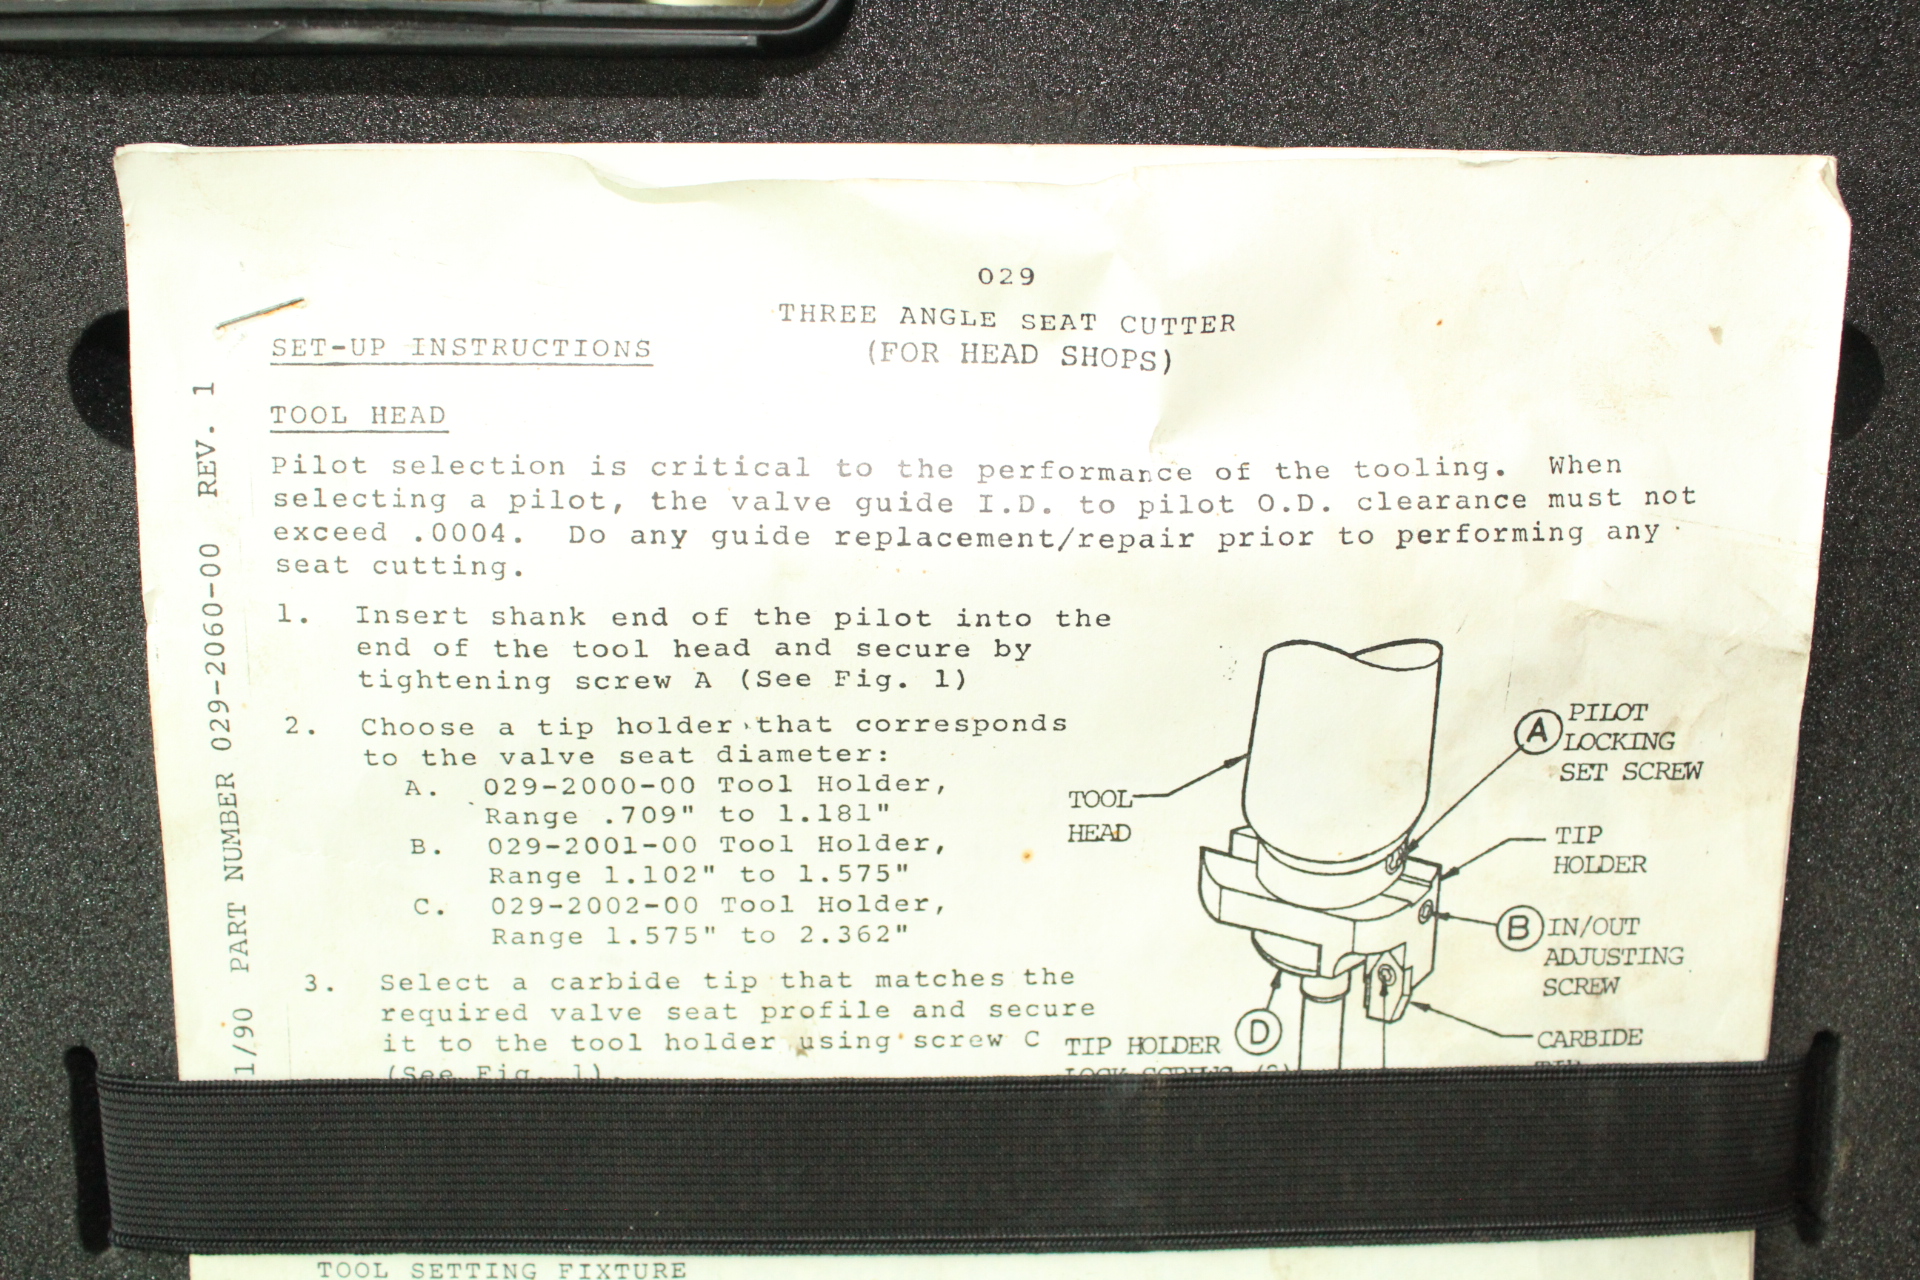 029
THREE ANGLE SEAT CUTTER
(FOR HEAD SHOPS)
SET-UP INSTRUCTIONS
TOOL HEAD
Pilot selection is critical to the performance of the tooling. When
selecting a pilot, the valve guide I.D. to pilot O.D. clearance must not
exceed .0004. Do any guide replacement/repair prior to performing any
seat cutting.
1. Insert shank end of the pilot into the
end of the tool head and secure by
tightening screw A (See Fig. 1)
2. Choose a tip holder that corresponds
to the valve seat diameter:
A. 029-2000-00 Tool Holder,
Range .709" to 1.181"
B. 029-2001-00 Tool Holder,
Range 1.102" to 1.575"
C. 029-2002-00 Tool Holder,
Range 1.575" to 2.362"
3. Select a carbide tip that matches the
required valve seat profile and secure
it to the tool holder using screw C
(See Fig. 1).
TOOL
HEAD
A PILOT
LOCKING
SET SCREW
TIP
HOLDER
B IN/OUT
ADJUSTING
SCREW
CARBIDE
TIP HOLDER D
1/90 PART NUMBER 029-2060-00 REV. 1
TOOL SETTING FIXTURE